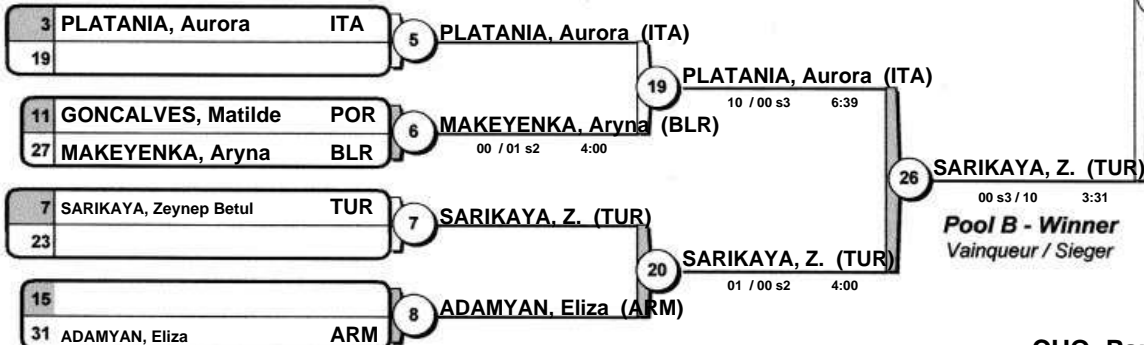 3 PLATANIA, Aurora ITA
19
5
PLATANIA, Aurora (ITA)
11 GONCALVES, Matilde POR
27 MAKEYENKA, Aryna BLR
6
MAKEYENKA, Aryna (BLR)
00 / 01 s2 4:00
19
PLATANIA, Aurora (ITA)
10 / 00 s3 6:39
7 SARIKAYA, Zeynep Betul TUR
23
7
SARIKAYA, Z. (TUR)
15
31 ADAMYAN, Eliza ARM
8
ADAMYAN, Eliza (ARM)
20
SARIKAYA, Z. (TUR)
01 / 00 s2 4:00
26
SARIKAYA, Z. (TUR)
00 s3 / 10 3:31
Pool B - Winner
Vainqueur / Sieger